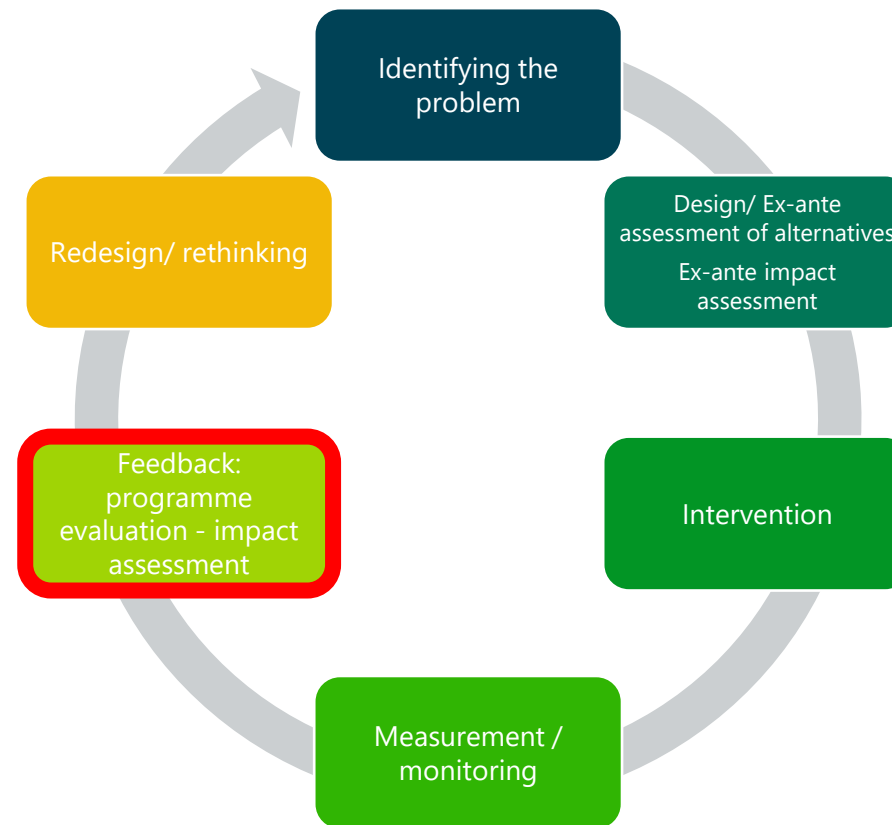 Identifying the
problem
Design/ Ex-ante
assessment of alternatives
Ex-ante impact
assessment
Intervention
Measurement /
monitoring
Feedback:
programme
evaluation - impact
assessment
Redesign/ rethinking